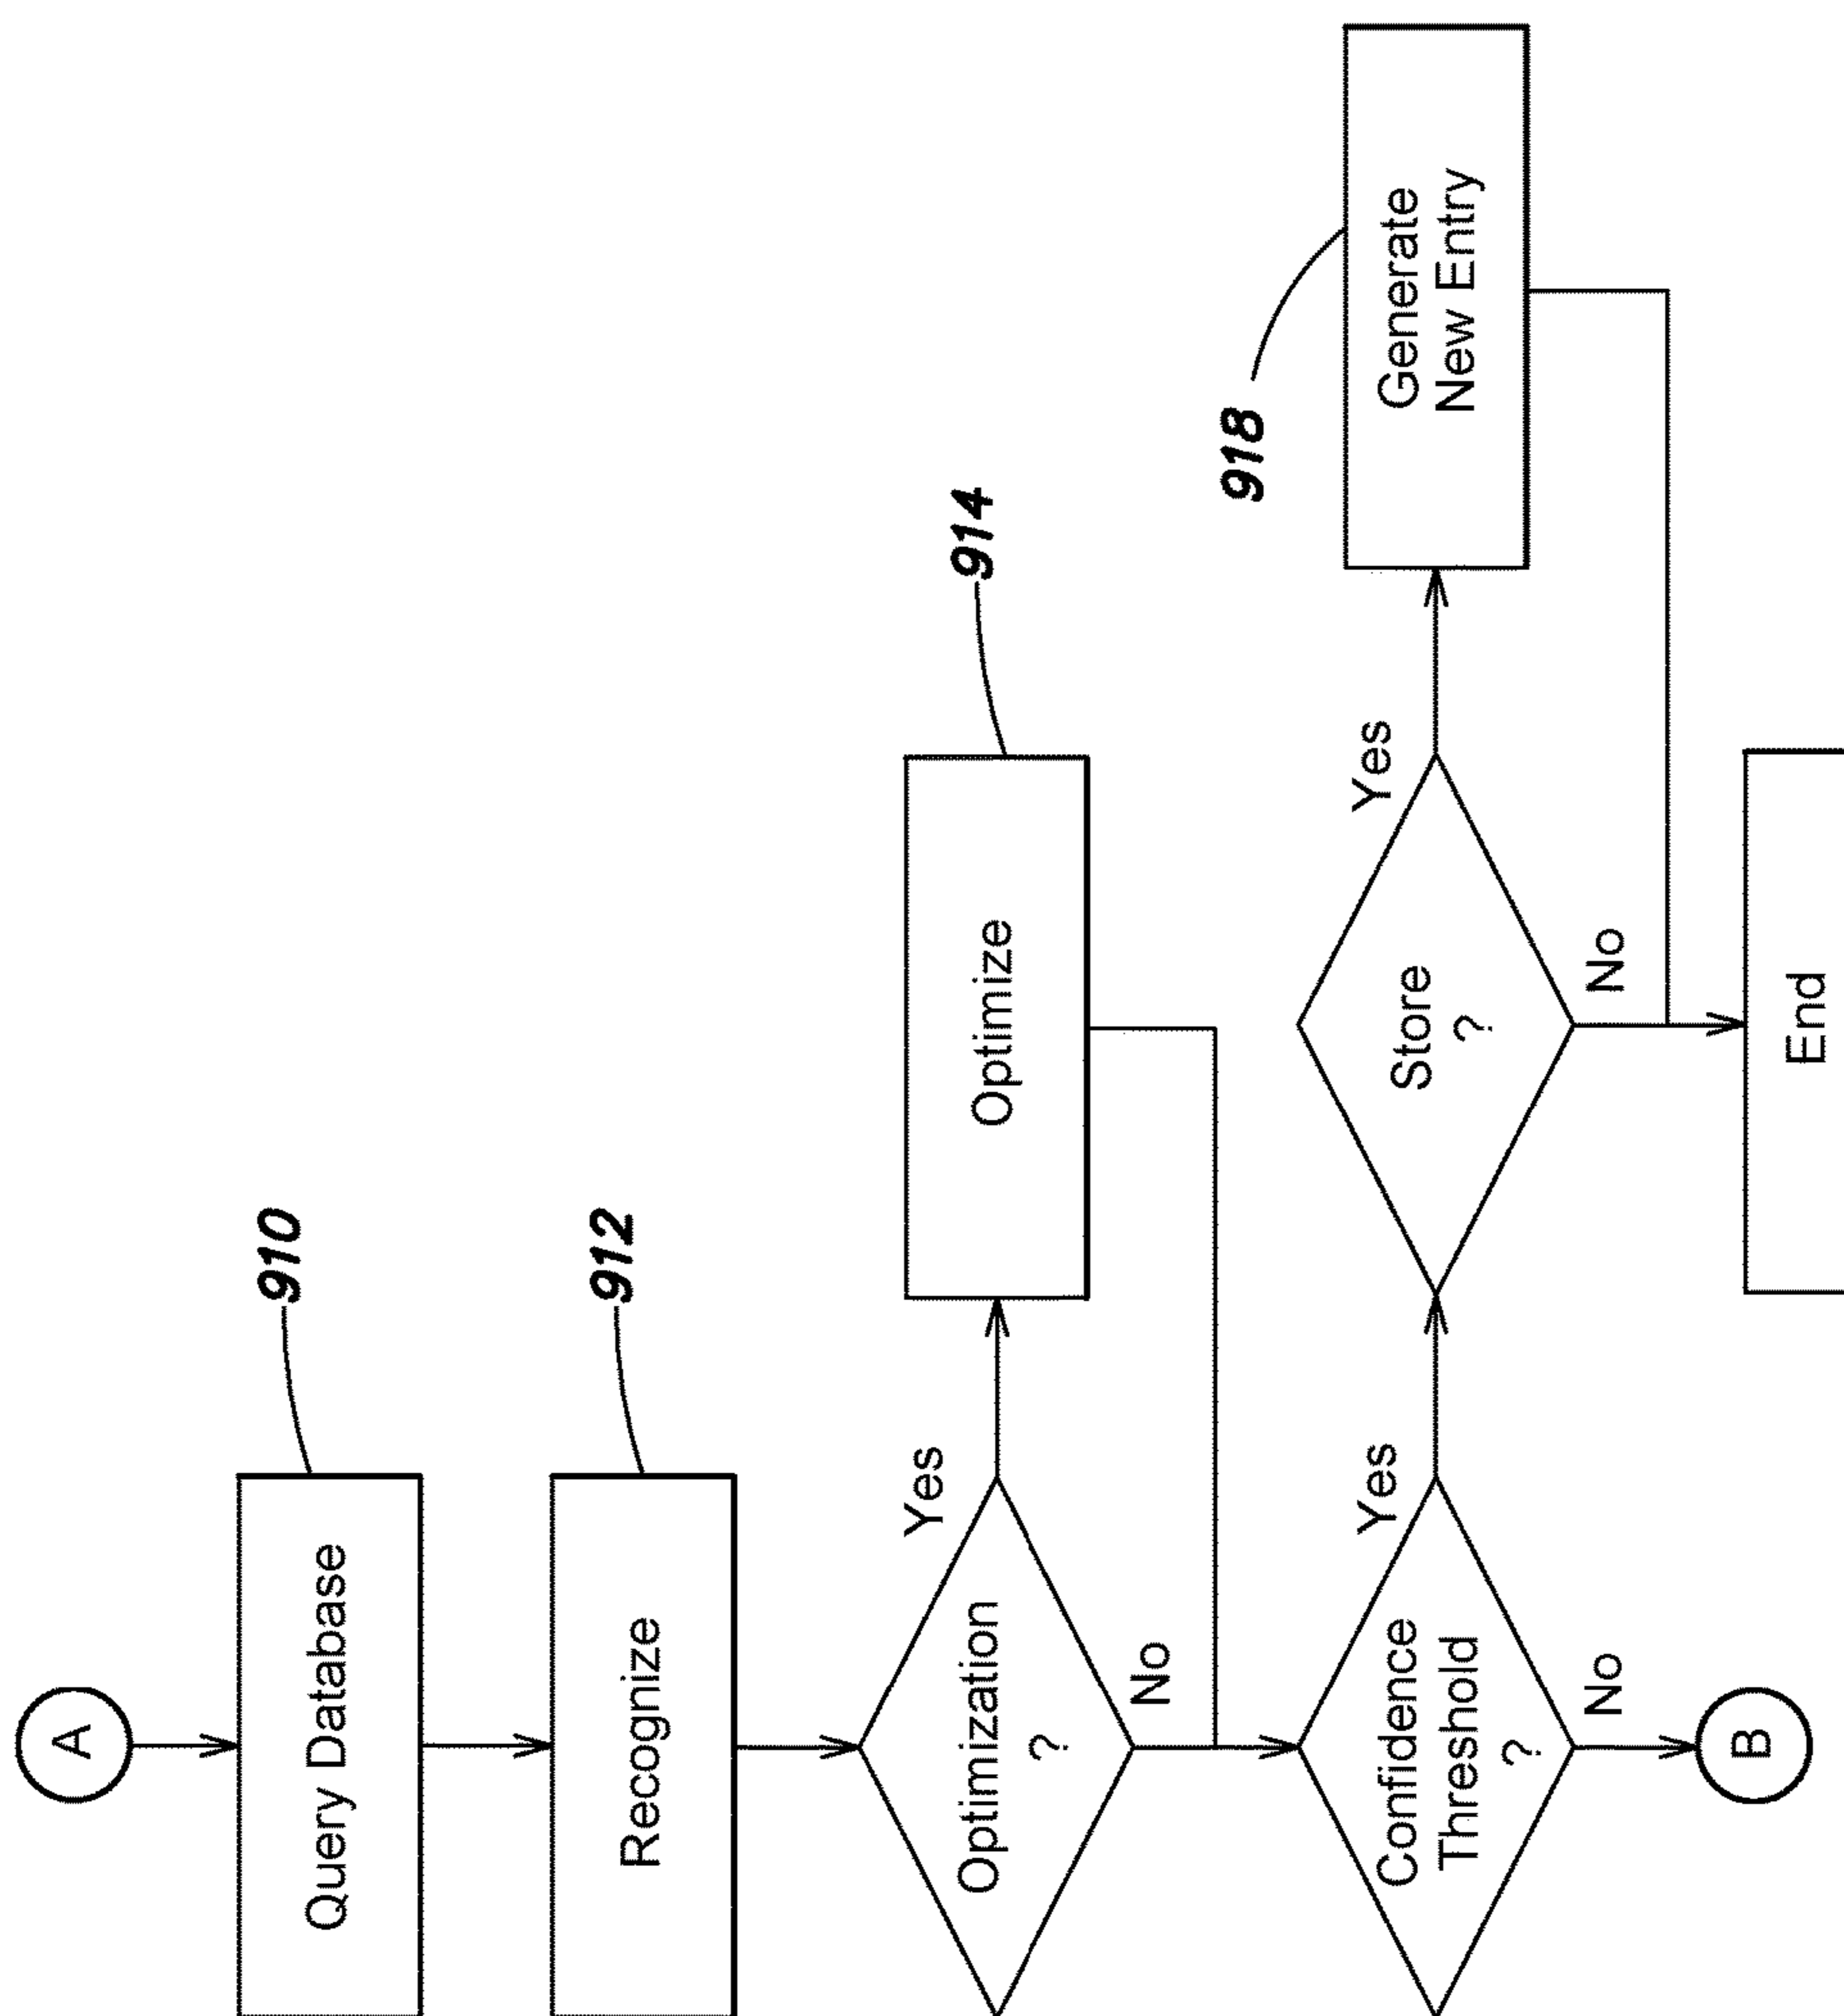 A
Query Database
910
Recognize
912
Optimization
?
Yes
No
Optimize
914
Confidence
Threshold
?
Yes
No
B
Store
?
Yes
No
Generate
New Entry
918
End